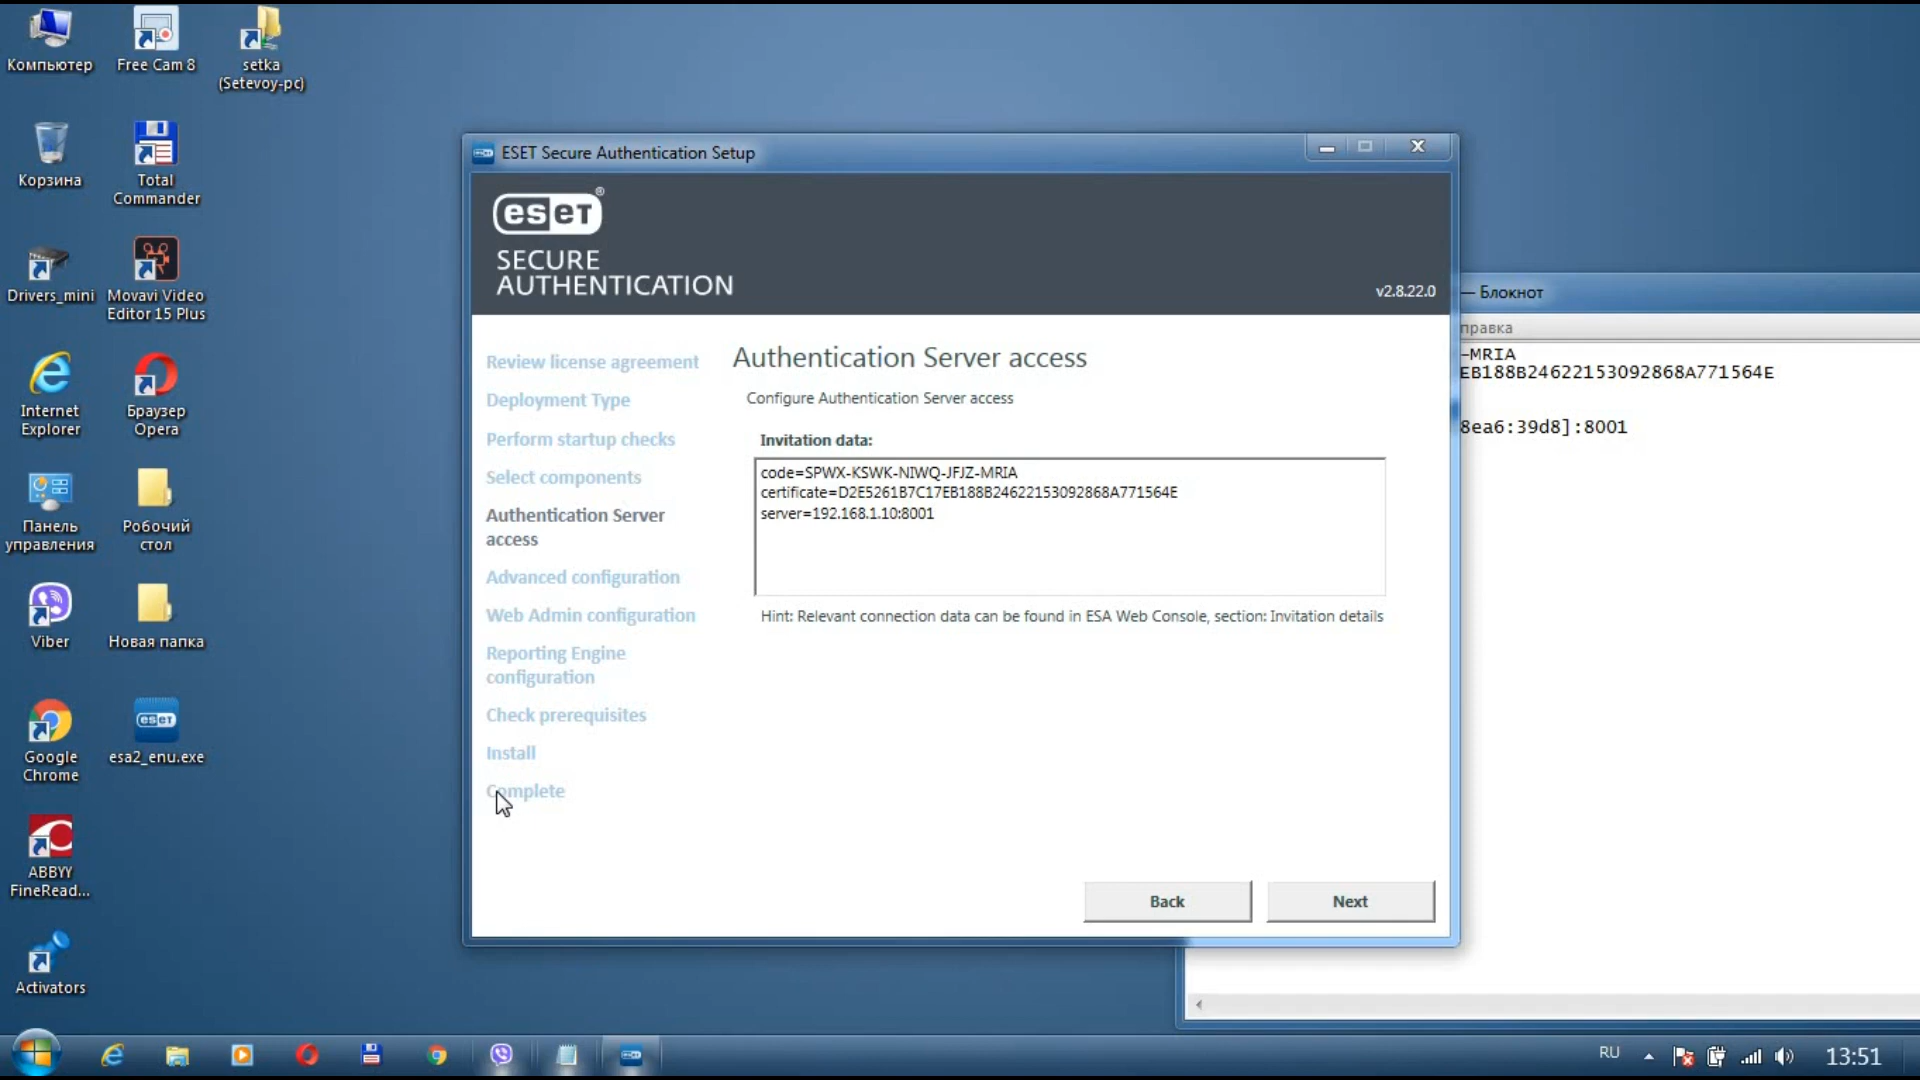 Компьютер
Free Cam 8
setka
(Setevoy-pc)
Корзина
Total
Commander
Drivers_mini
Movavi Video
Editor 15 Plus
Internet
Explorer
Браузер
Opera
Панель
управления
Робочий
стол
Viber
Новая папка
Google
Chrome
eset
esa2_enu.exe
ABBYY
FineRead...
Activators
ESET Secure Authentication Setup
eset®
SECURE
AUTHENTICATION
v2.8.22.0
Review license agreement
Deployment Type
Perform startup checks
Select components
Authentication Server
access
Advanced configuration
Web Admin configuration
Reporting Engine
configuration
Check prerequisites
Install
Complete
Authentication Server access
Configure Authentication Server access
Invitation data:
code=SPWX-KSWK-NIWQ-JFJZ-MRIA
certificate=D2E5261B7C17EB188B24622153092868A771564E
server=192.168.1.10:8001
Hint: Relevant connection data can be found in ESA Web Console, section: Invitation details
Back
Next
— Блокнот
правка
-MRIA
EB188B24622153092868A771564E
8ea6:39d8]:8001
RU
13:51